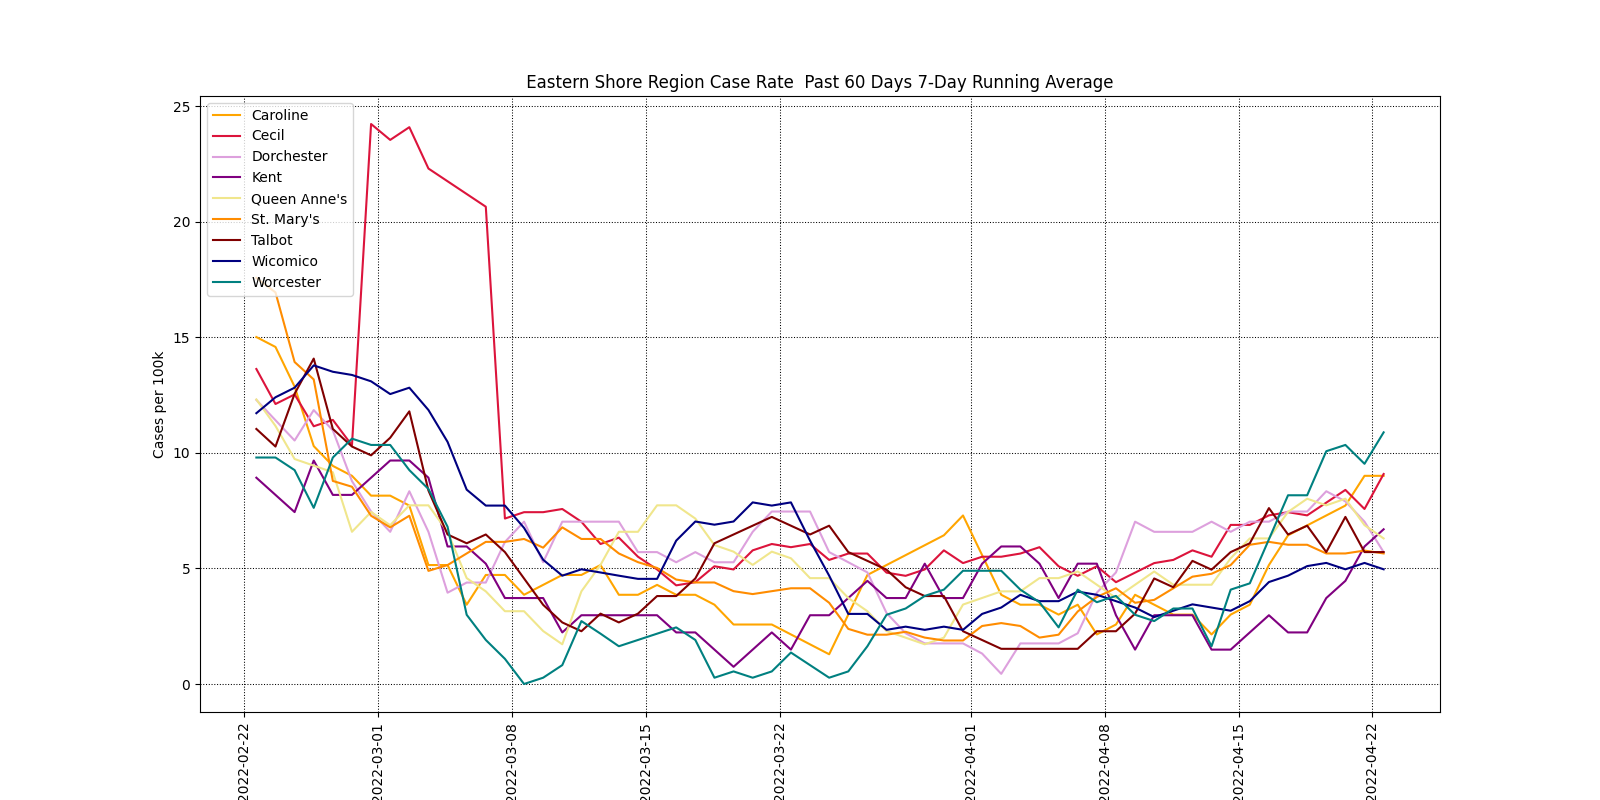 Eastern Shore Region Case Rate  Past 60 Days 7-Day Running Average
Cases per 100k
25
20
15
10
5
0
Caroline
Cecil
Dorchester
Kent
Queen Anne's
St. Mary's
Talbot
Wicomico
Worcester
2022-02-22
2022-03-01
2022-03-08
2022-03-15
2022-03-22
2022-04-01
2022-04-08
2022-04-15
2022-04-22